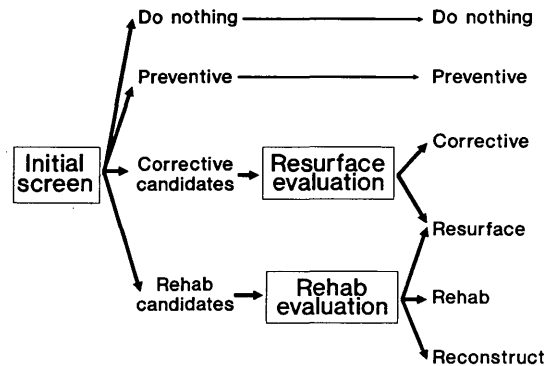 Do nothing
Do nothing
Preventive
Preventive
Initial
screen
Corrective
candidates
Resurface
evaluation
Corrective
Resurface
Rehab
candidates
Rehab
evaluation
Rehab
Reconstruct